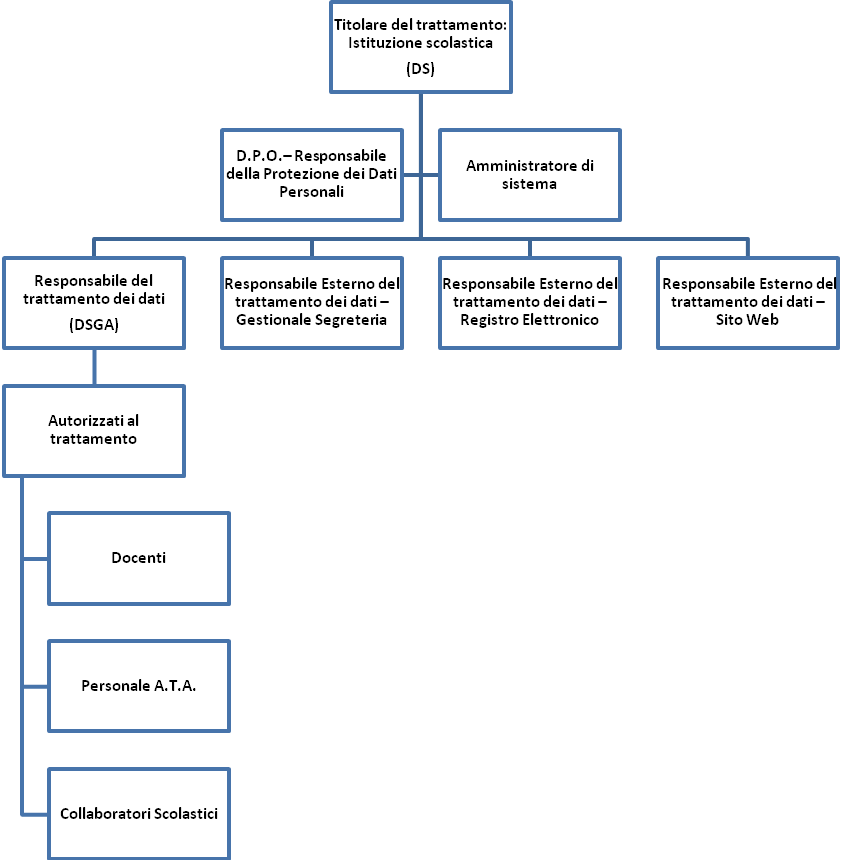 Titolare del trattamento:
Istituzione scolastica
(DS)
D.P.O.– Responsabile
della Protezione dei Dati
Personali
Amministratore di
sistema
Responsabile del
trattamento dei dati
(DSGA)
Responsabile Esterno del
trattamento dei dati –
Gestionale Segreteria
Responsabile Esterno del
trattamento dei dati –
Registro Elettronico
Responsabile Esterno del
trattamento dei dati –
Sito Web
Autorizzati al
trattamento
Docenti
Personale A.T.A.
Collaboratori Scolastici